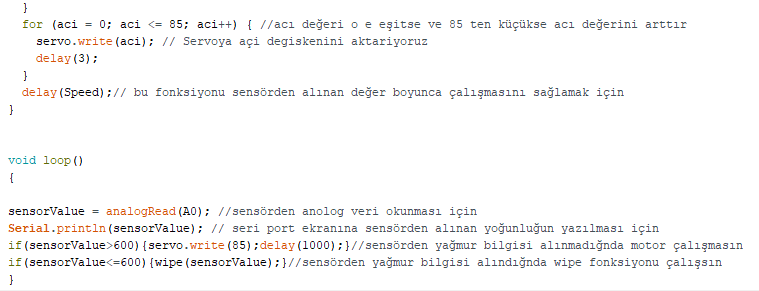 }
for (aci = 0; aci <= 85; aci++) { //acı değeri o e eşitse ve 85 ten küçükse acı değerini arttır
servo.write(aci); // Servoya açi degiskenini aktariyoruz
delay(3);
}
delay(Speed);// bu fonksiyonu sensörden alınan değer boyunca çalışmasını sağlamak için
}
void loop()
{
sensorValue = analogRead(A0); //sensörden anolog veri okunması için
Serial.println(sensorValue); // seri port ekranına sensörden alınan yoğunluğun yazılması için
if(sensorValue>600){servo.write(85);delay(1000);}//sensörden yağmur bilgisi alınmadığnda motor çalışmasın
if(sensorValue<=600){wipe(sensorValue);}//sensörden yağmur bilgisi alındığnda wipe fonksiyonu çalışsın
}